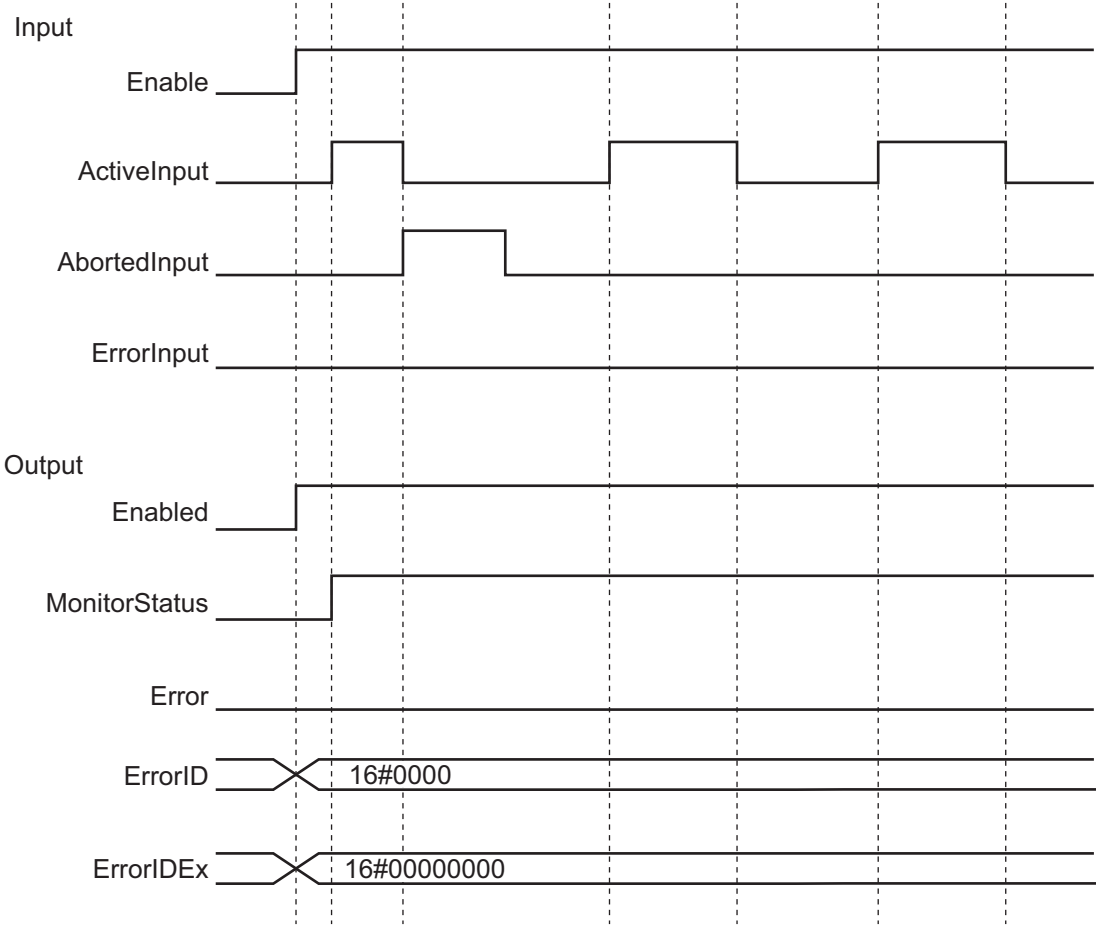 Input
Enable
ActiveInput
AbortedInput
ErrorInput
Output
Enabled
MonitorStatus
Error
ErrorID 16#0000
ErrorIDEx 16#00000000